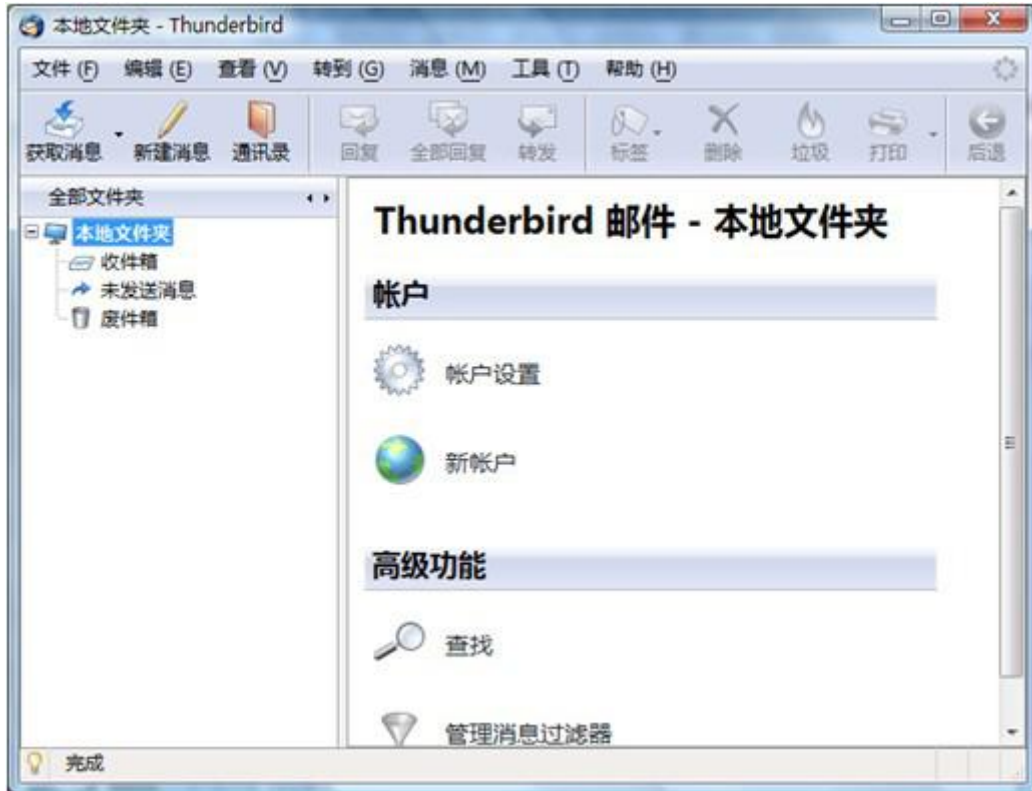 本地文件夹 - Thunderbird
文件 (F) 编辑 (E) 查看 (V) 转到 (G) 消息 (M) 工具 (T) 帮助 (H)
获取消息 新建消息 通讯录 回复 全部回复 转发 标签 删除 垃圾 打印 后退
全部文件夹
本地文件夹
收件箱
未发送消息
废件箱
Thunderbird 邮件 - 本地文件夹
帐户
帐户设置
新帐户
高级功能
查找
管理消息过滤器
完成